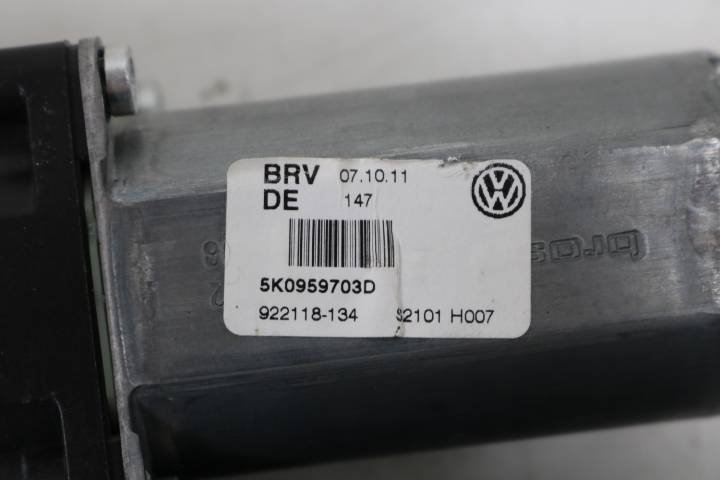 BRV 07.10.11
DE 147
5K0959703D
922118-134 S2101 H007